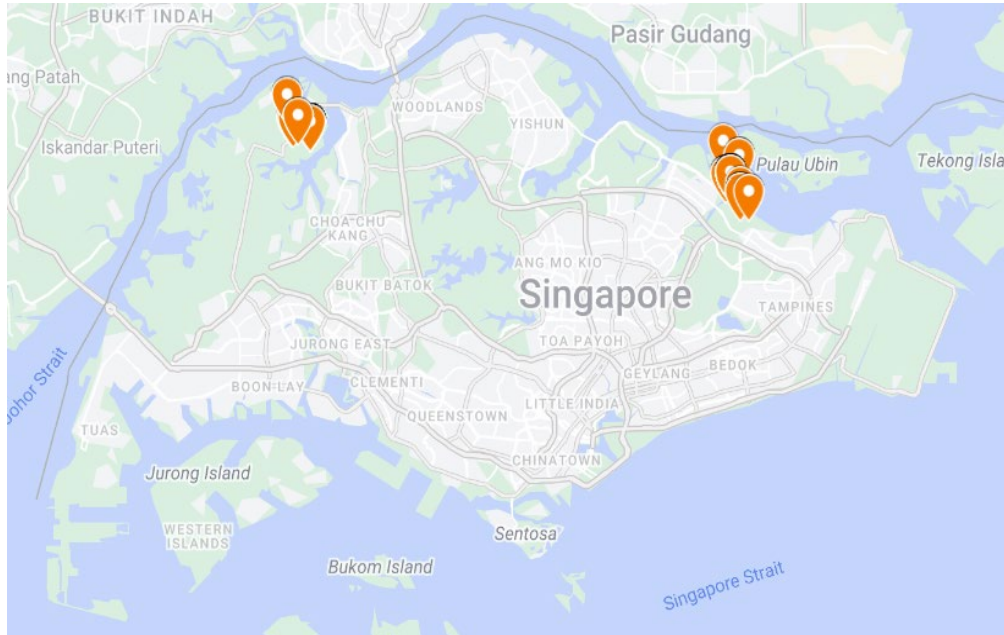 BUKIT INDAH
Pasir Gudang
ang Patah
WOODLANDS
YISHUN
Iskandar Puteri
Pulau Ubin
Tekong Isla
CHOA CHU
KANG
ANG MO KIO
BUKIT BATOK
Singapore
TAMPINES
JURONG EAST
TOA PAYOH
BEDOK
GEYLANG
BOON LAY
CLEMENTI
LITTLE INDIA
QUEENSTOWN
Johor Strait
TUAS
CHINATOWN
Jurong Island
WESTERN
ISLANDS
Sentosa
Bukom Island
Singapore Strait